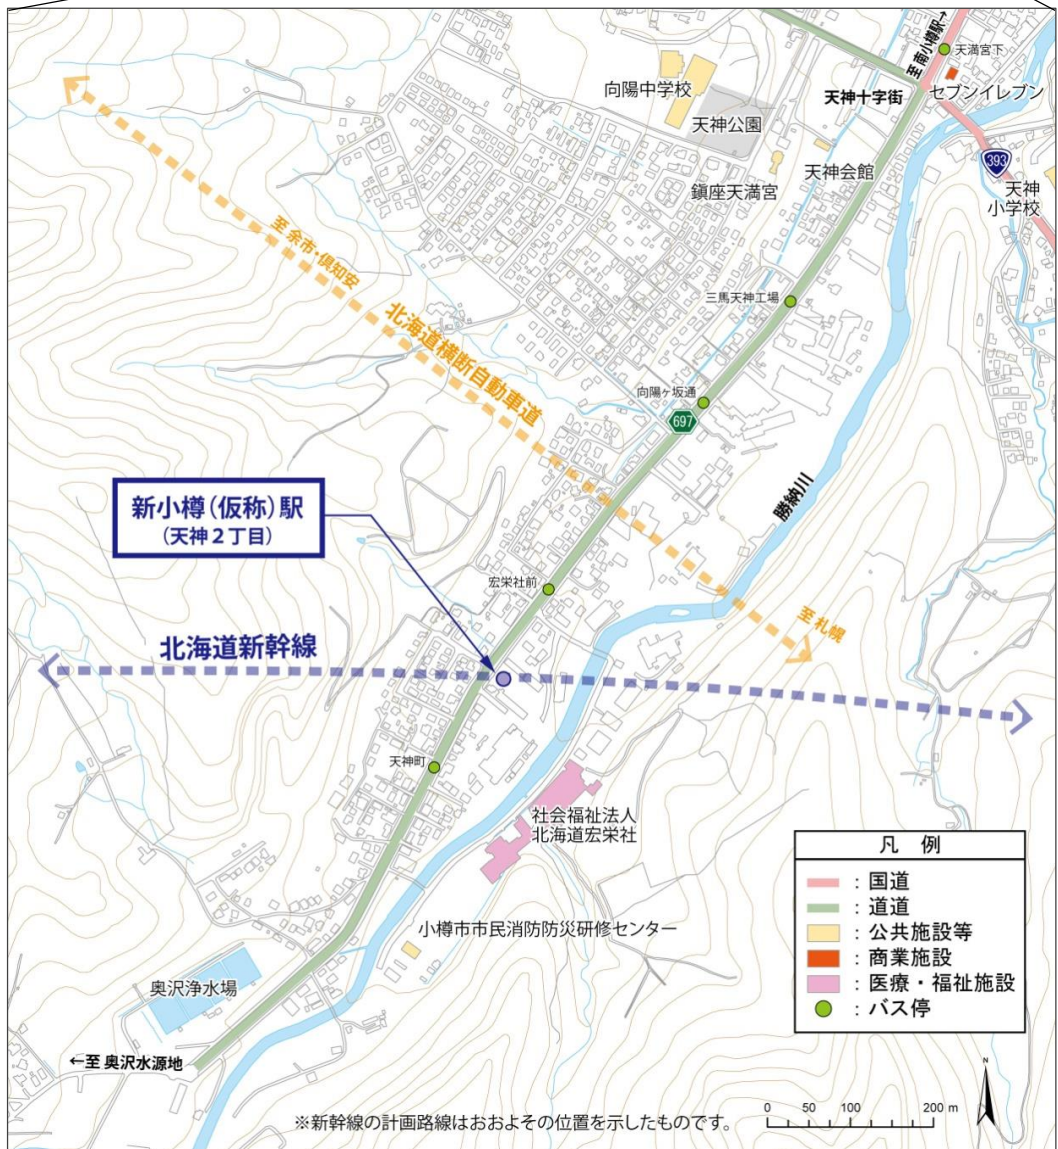 至 南小樽駅→
天満宮下
セブンイレブン
天神十字街
向陽中学校
天神公園
393
天神会館
鎭座天満宮
天神
小学校
至 余市・倶知安
三馬天神工場
北海道横断自動車道
向陽ヶ坂通
697
勝納川
新小樽(仮称)駅
(天神2丁目)
宏栄社前
至 札幌
北海道新幹線
天神町
社会福祉法人
北海道宏栄社
小樽市市民消防防災研修センター
奥沢浄水場
←至 奥沢水源地
凡 例
:国道
:道道
:公共施設等
:商業施設
:医療・福祉施設
:バス停
N
※新幹線の計画路線はおおよその位置を示したものです。
0 50 100 200 m